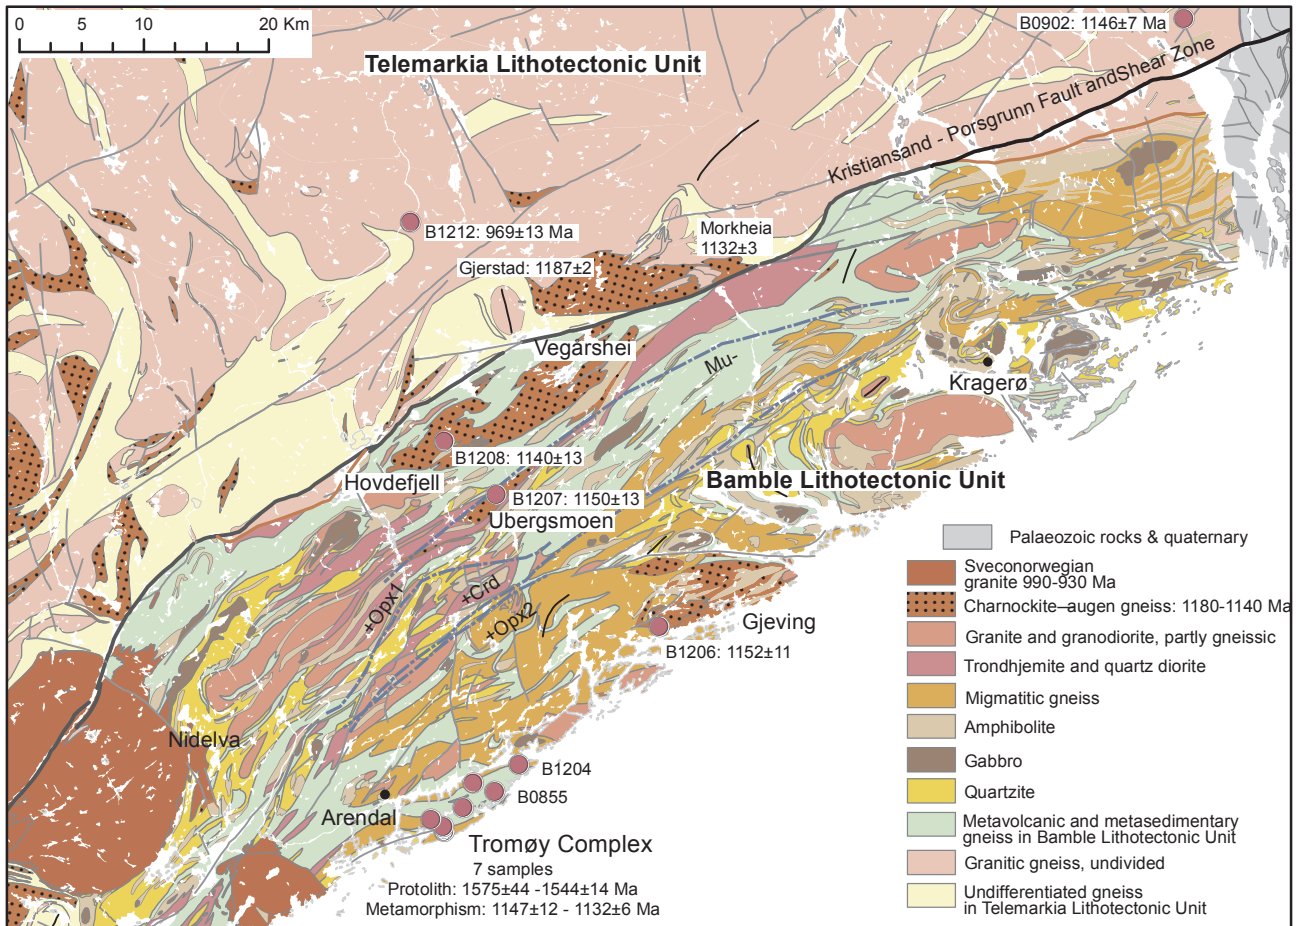 0 5 10 20 Km
B0902: 1146±7 Ma
Telemarkia Lithotectonic Unit
Kristiansand - Porsgrunn Fault andShear Zone
B1212: 969±13 Ma
Morkheia
1132±3
Gjerstad: 1187±2
Vegårshei
Mu-
Kragerø
B1208: 1140±13
Hovdefjell
B1207: 1150±13
Ubergsmoen
Bamble Lithotectonic Unit
+Opx1
+Crd
+Opx2
Gjeving
B1206: 1152±11
Nidelva
B1204
B0855
Arendal
Tromøy Complex
7 samples
Protolith: 1575±44 -1544±14 Ma
Metamorphism: 1147±12 - 1132±6 Ma
Palaeozoic rocks & quaternary
Sveconorwegian
granite 990-930 Ma
Charnockite–augen gneiss: 1180-1140 Ma
Granite and granodiorite, partly gneissic
Trondhjemite and quartz diorite
Migmatitic gneiss
Amphibolite
Gabbro
Quartzite
Metavolcanic and metasedimentary
gneiss in Bamble Lithotectonic Unit
Granitic gneiss, undivided
Undifferentiated gneiss
in Telemarkia Lithotectonic Unit